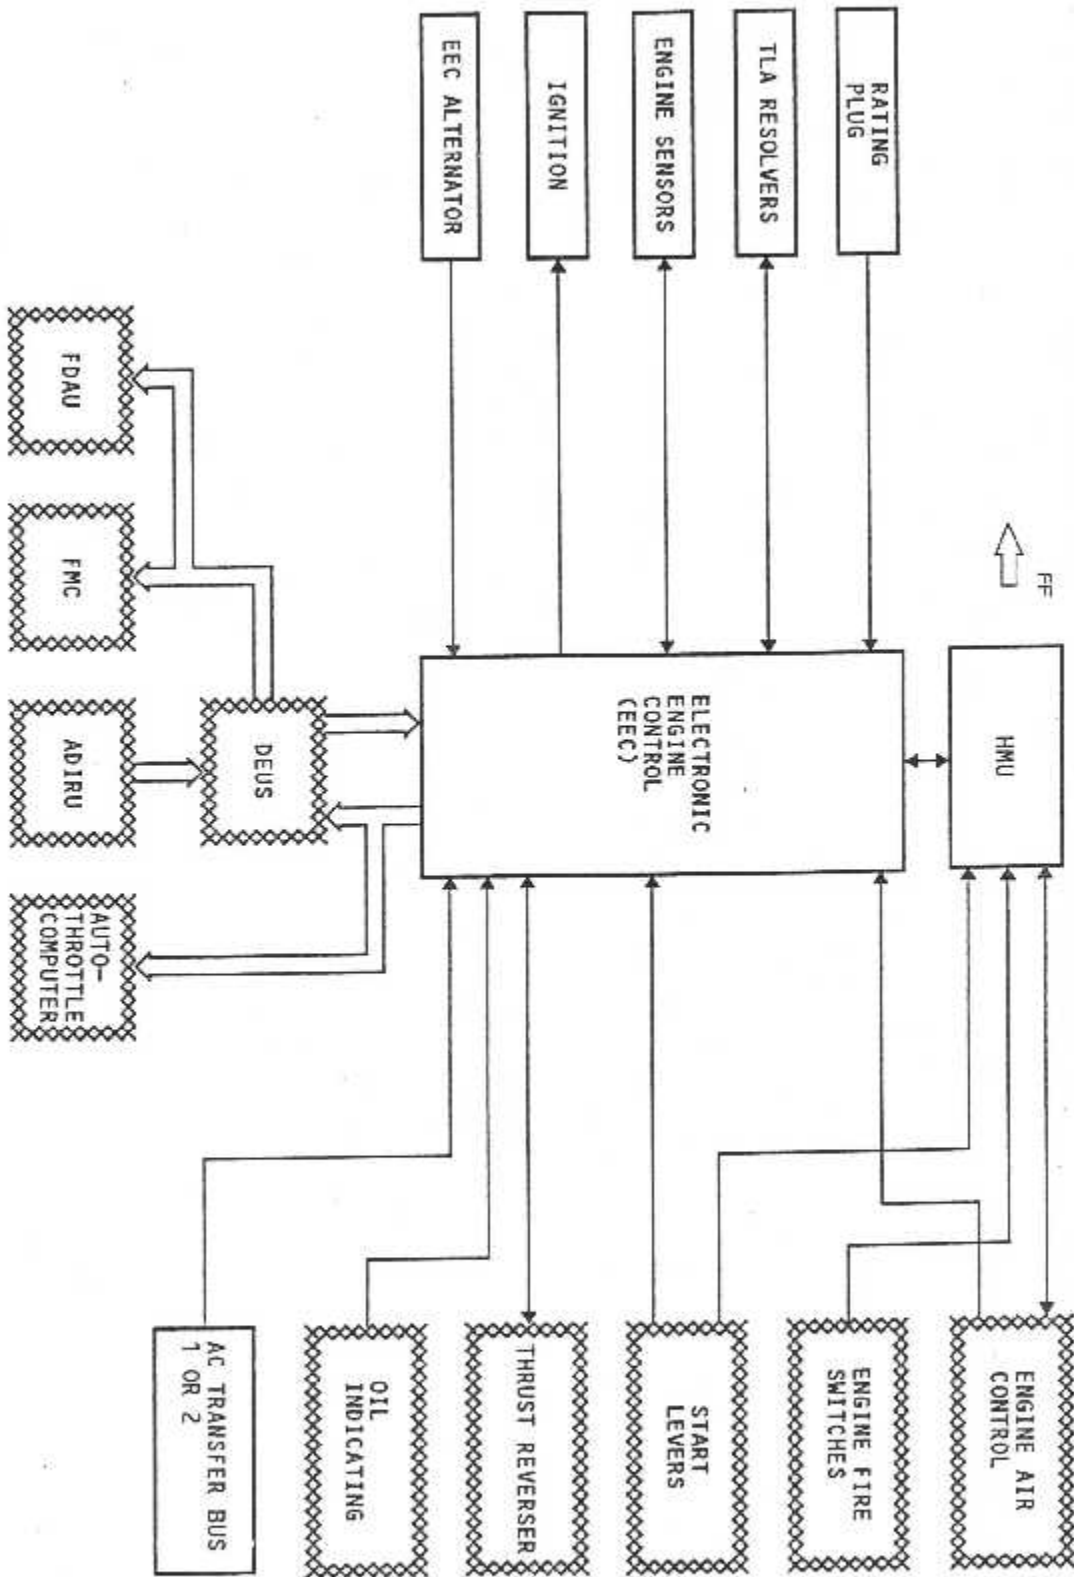 RATING
PLUG
TLA RESOLVERS
ENGINE SENSORS
IGNITION
EEC ALTERNATOR
FF
HMU
ELECTRONIC
ENGINE
CONTROL
(EEC)
DEUS
FDAU
FMC
ADIRU
AUTO-
THROTTLE
COMPUTER
ENGINE AIR
CONTROL
ENGINE FIRE
SWITCHES
START
LEVERS
THRUST REVERSER
OIL
INDICATING
AC TRANSFER BUS
1 OR 2